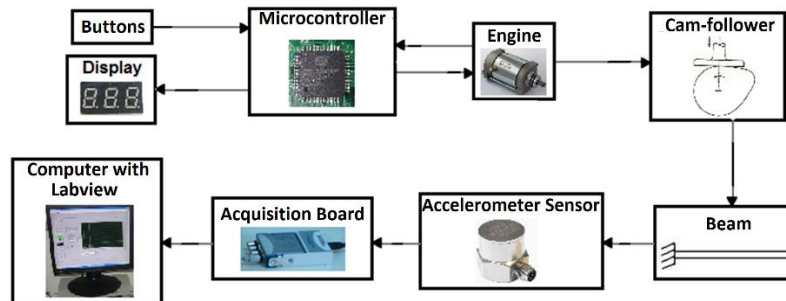 Buttons
Microcontroller
Engine
Cam-follower
Display
888
Computer with
Labview
Acquisition Board
Accelerometer Sensor
Beam